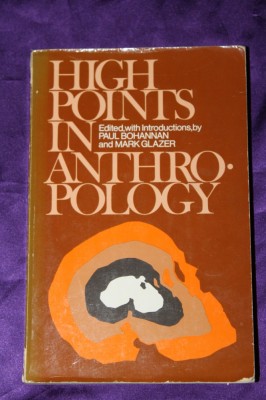 HIGH
POINTS
IN
Edited, with Introductions, by
PAUL BOHANNAN
and MARK GLAZER
ANTHRO·
POLOGY